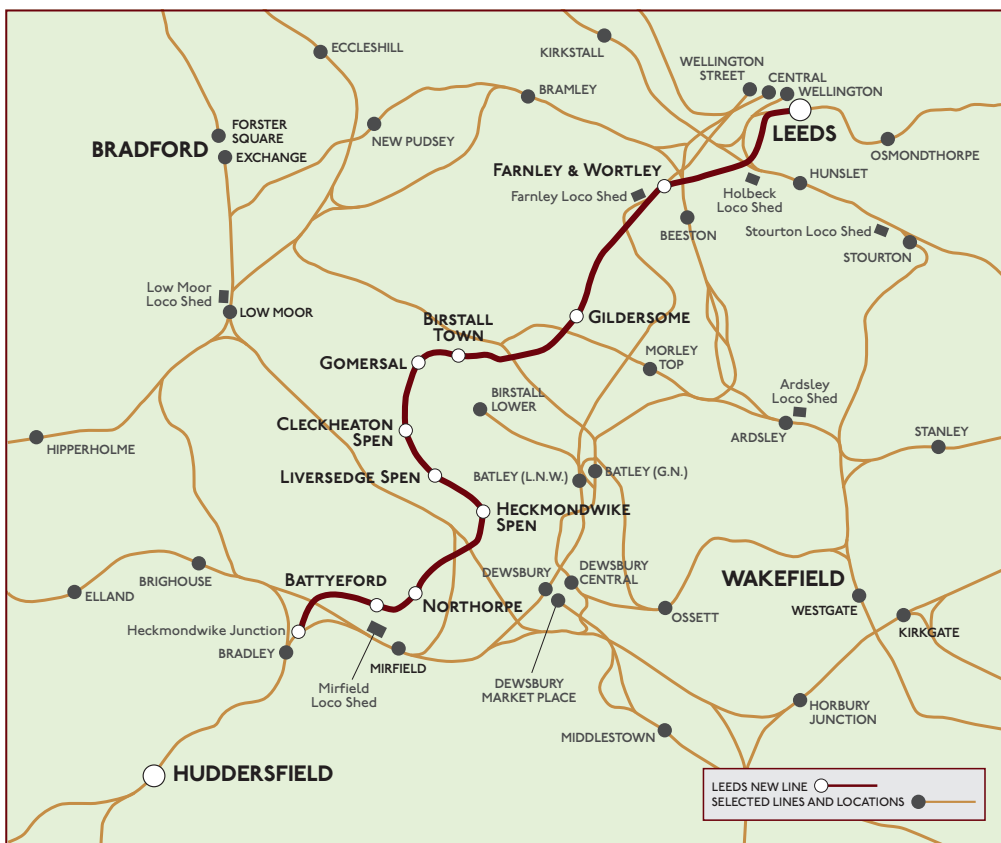 ECCLESHILL
KIRKSTALL
WELLINGTON
STREET
CENTRAL
WELLINGTON
BRAMLEY
LEEDS
FORSTER
SQUARE
BRADFORD
EXCHANGE
NEW PUDSEY
OSMONDTHORPE
FARNLEY & WORTLEY
Farnley Loco Shed
Holbeck
Loco Shed
HUNSLET
BEESTON
Stourton Loco Shed
STOURTON
Low Moor
Loco Shed
LOW MOOR
BIRSTALL
TOWN
GILDERSOME
GOMERSAL
MORLEY
TOP
BIRSTALL
LOWER
Ardsley
Loco Shed
CLECKHEATON
SPEN
ARDSLEY
STANLEY
HIPPERHOLME
LIVERSEDGE SPEN
BATLEY (L.N.W.)
BATLEY (G.N.)
HECKMONDWIKE
SPEN
BRIGHOUSE
ELLAND
BATTYEFORD
DEWSBURY
DEWSBURY
CENTRAL
WAKEFIELD
NORTHORPE
OSSETT
WESTGATE
KIRKGATE
Heckmondwike Junction
BRADLEY
MIRFIELD
Mirfield
Loco Shed
DEWSBURY
MARKET PLACE
HORBURY
JUNCTION
MIDDLESTOWN
HUDDERSFIELD
LEEDS NEW LINE
SELECTED LINES AND LOCATIONS